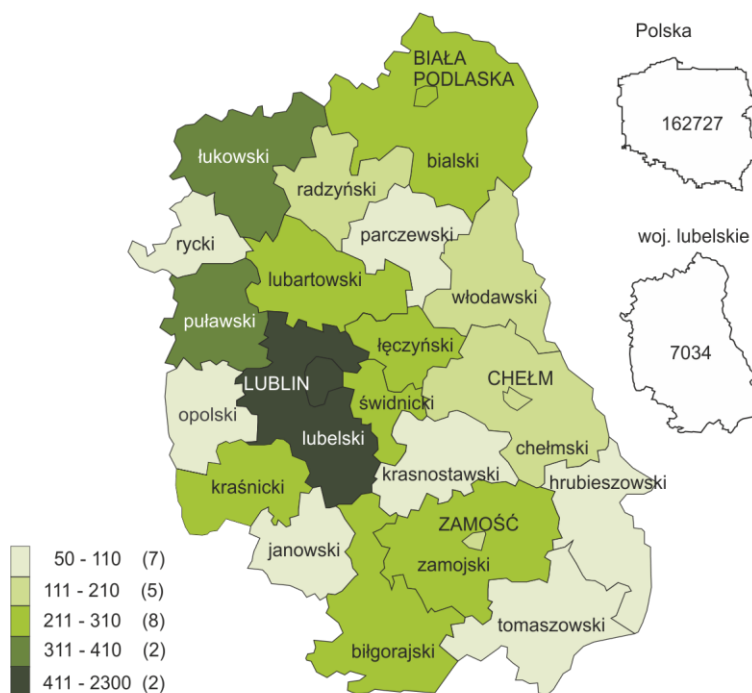 Polska
162727
woj. lubelskie
7034
BIAŁA
PODLASKA
bialski
łukowski
radzyński
parczewski
rycki
lubartowski
włodawski
puławski
łęczyński
LUBLIN
świdnicki
CHEŁM
opolski
lubelski
chełmski
krasnostawski
hrubieszowski
kraśnicki
ZAMOŚĆ
janowski
zamojski
tomaszowski
biłgorajski
50 - 110 (7)
111 - 210 (5)
211 - 310 (8)
311 - 410 (2)
411 - 2300 (2)